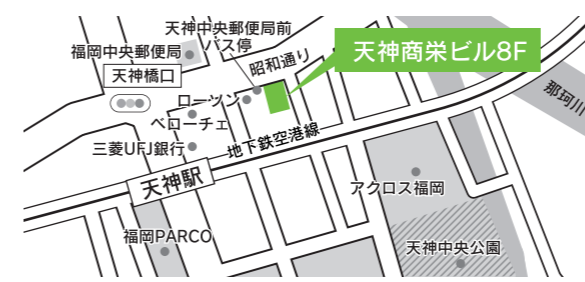 天神中央郵便局前
バス停
福岡中央郵便局
昭和通り
天神商栄ビル8F
天神橋口
那珂川
ローソン
ベローチェ
地下鉄空港線
三菱UFJ銀行
天神駅
アクロス福岡
福岡PARCO
天神中央公園